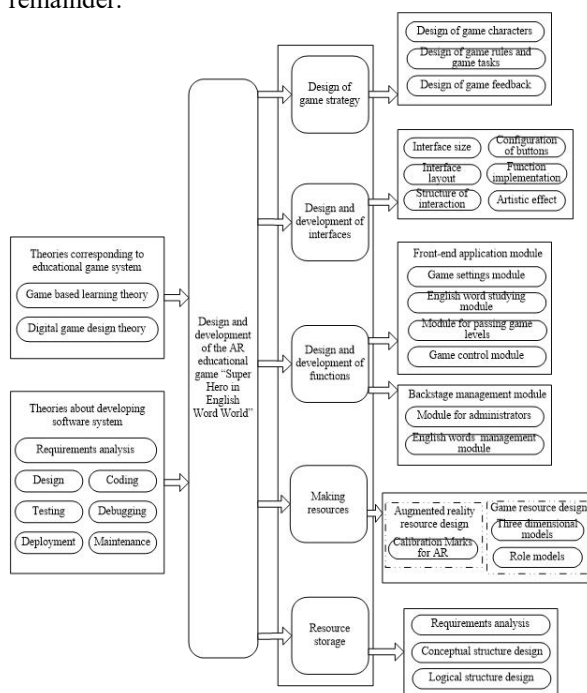 remainder.
Theories corresponding to
educational game system
Game based learning theory
Digital game design theory
Theories about developing
software system
Requirements analysis
Design
Coding
Testing
Debugging
Deployment
Maintenance
Design and
development
of the AR
educational
game “Super
Hero in
English
Word World”
Design of
game strategy
Design of game characters
Design of game rules and
game tasks
Design of game feedback
Design and
development of
interfaces
Interface size
Configuration
of buttons
Interface
layout
Function
implementation
Structure of
interaction
Artistic effect
Design and
development of
functions
Front-end application module
Game settings module
English word studying
module
Module for passing game
levels
Game control module
Backstage management module
Module for administrators
English words management
module
Making
resources
Augmented reality
resource design
Calibration Marks
for AR
Game resource design
Three dimensional
models
Role models
Resource
storage
Requirements analysis
Conceptual structure design
Logical structure design